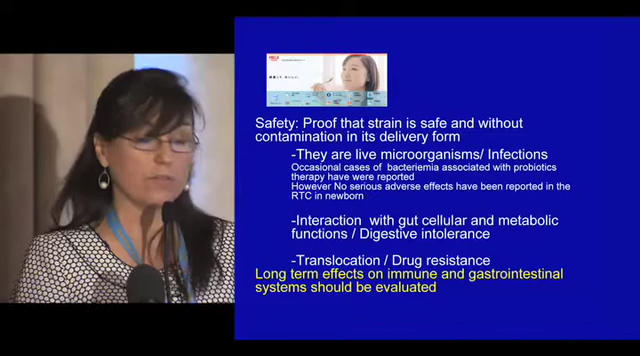 Safety: Proof that strain is safe and without
contamination in its delivery form
-They are live microorganisms/ Infections
Occasional cases of bacteriemia associated with probiotics
therapy have were reported
However No serious adverse effects have been reported in the
RTC in newborn
-Interaction with gut cellular and metabolic
functions / Digestive intolerance
-Translocation / Drug resistance
Long term effects on immune and gastrointestinal
systems should be evaluated